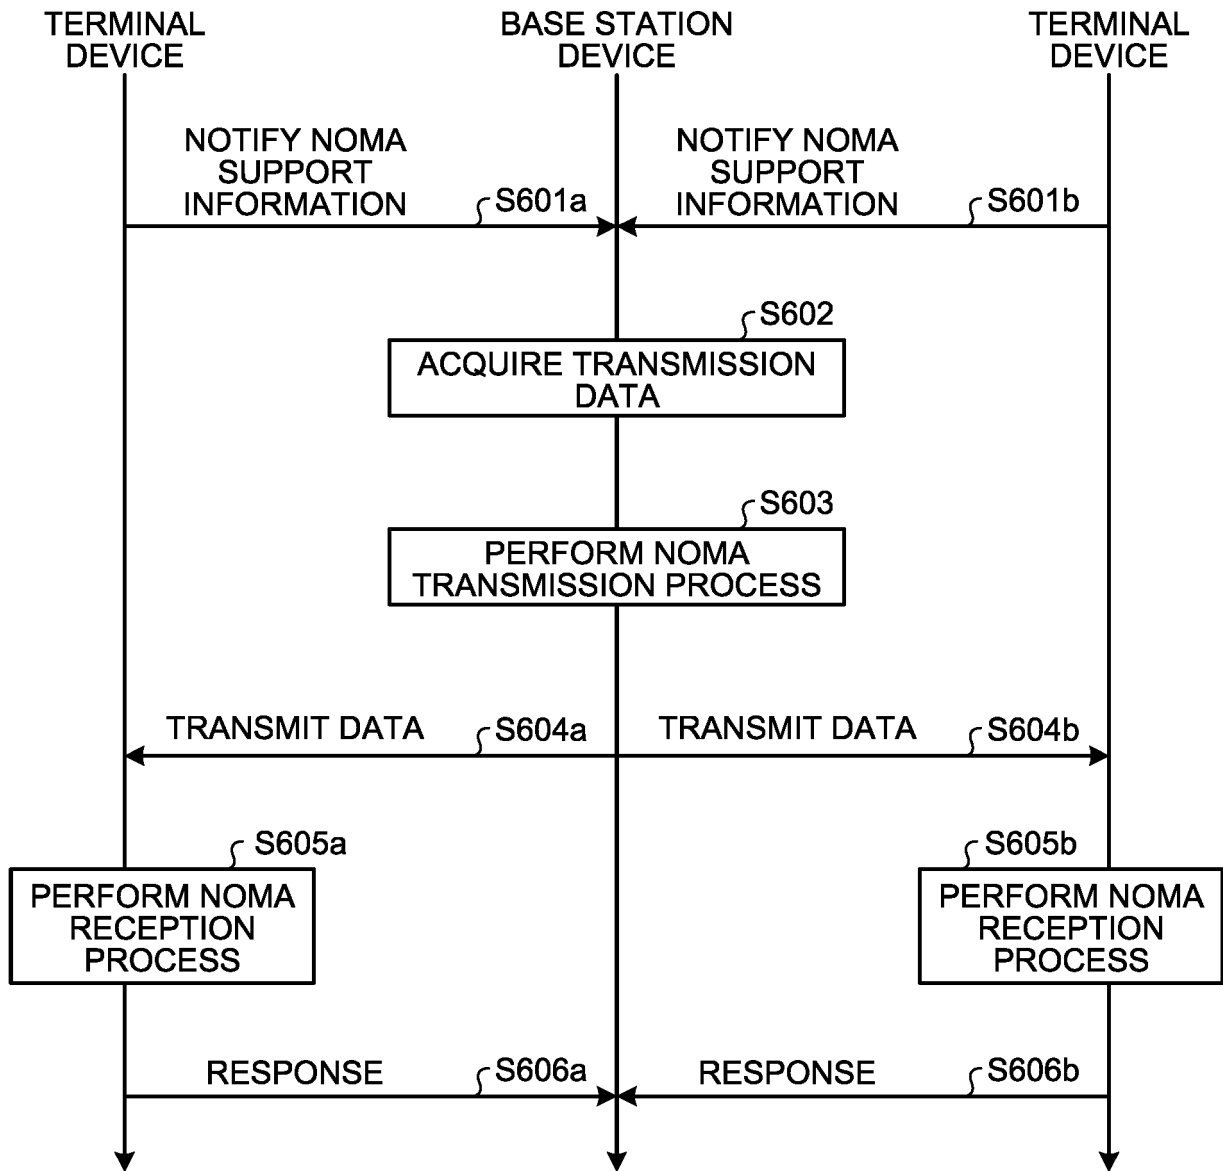 TERMINAL
DEVICE
BASE STATION
DEVICE
TERMINAL
DEVICE
NOTIFY NOMA
SUPPORT
INFORMATION
S601a
NOTIFY NOMA
SUPPORT
INFORMATION
S601b
S602
ACQUIRE TRANSMISSION
DATA
S603
PERFORM NOMA
TRANSMISSION PROCESS
TRANSMIT DATA
S604a
TRANSMIT DATA
S604b
S605a
PERFORM NOMA
RECEPTION
PROCESS
S605b
PERFORM NOMA
RECEPTION
PROCESS
RESPONSE
S606a
RESPONSE
S606b